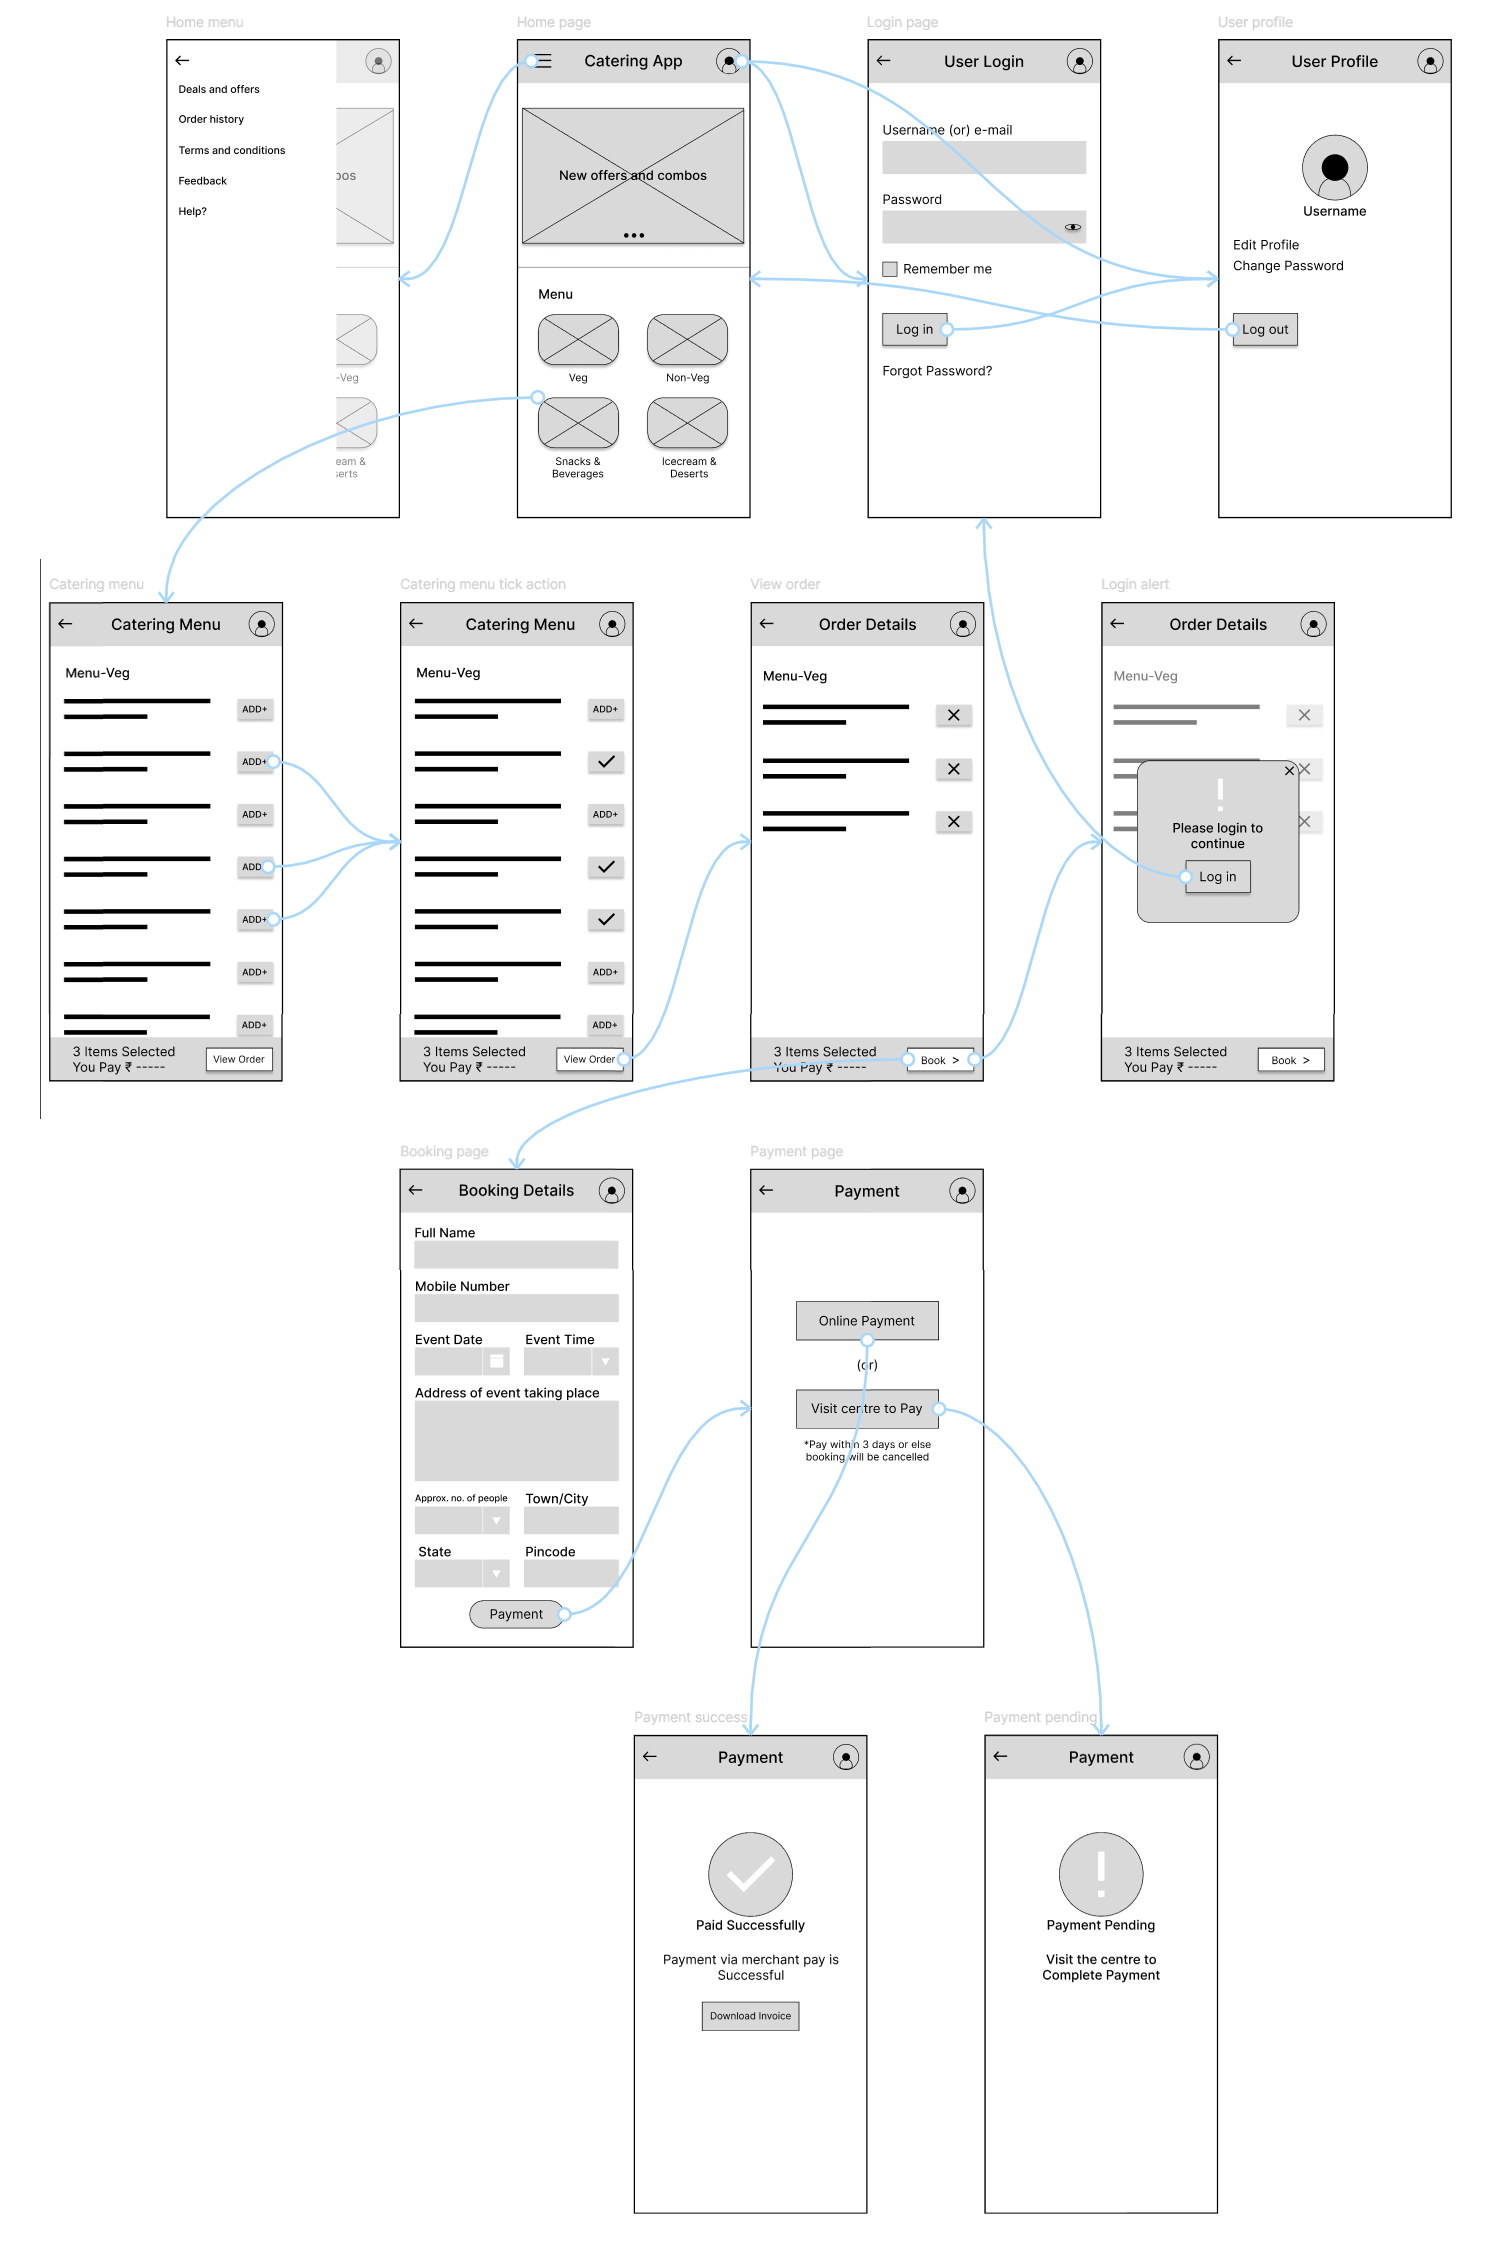 Home menu
Deals and offers
Order history
Terms and conditions
Feedback
Help?
bos
-Veg
eam &
serts
Home page
Catering App
New offers and combos
Menu
Veg
Non-Veg
Snacks &
Beverages
Icecream &
Deserts
Login page
User Login
Username (or) e-mail
Password
Remember me
Log in
Forgot Password?
User profile
User Profile
Username
Edit Profile
Change Password
Log out
Catering menu
Catering Menu
Menu-Veg
ADD+
ADD+
ADD+
ADD
ADD+
ADD+
ADD+
3 Items Selected
You Pay ₹ -----
View Order
Catering menu tick action
Catering Menu
Menu-Veg
ADD+
ADD+
ADD+
ADD+
3 Items Selected
You Pay ₹ -----
View Order
View order
Order Details
Menu-Veg
3 Items Selected
You Pay ₹ -----
Book >
Login alert
Order Details
Menu-Veg
!
Please login to
continue
Log in
3 Items Selected
You Pay ₹ -----
Book >
Booking page
Booking Details
Full Name
Mobile Number
Event Date
Event Time
Address of event taking place
Approx. no. of people
Town/City
State
Pincode
Payment
Payment page
Payment
Online Payment
(or)
Visit centre to Pay
*Pay within 3 days or else
booking will be cancelled
Payment success
Payment
Paid Successfully
Payment via merchant pay is
Successful
Download Invoice
Payment pending
Payment
!
Payment Pending
Visit the centre to
Complete Payment